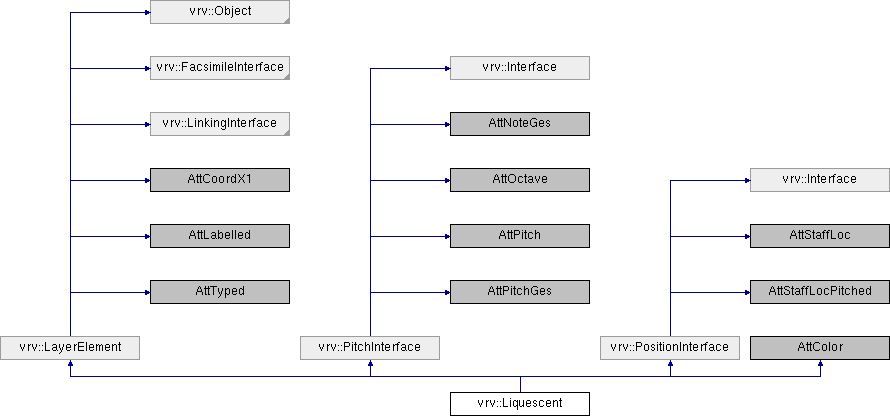 vrv::Object
vrv::FacsimileInterface
vrv::Interface
vrv::LinkingInterface
AttNoteGes
AttCoordX1
AttOctave
vrv::Interface
AttLabelled
AttPitch
AttStaffLoc
AttTyped
AttPitchGes
AttStaffLocPitched
vrv::LayerElement
vrv::PitchInterface
vrv::PositionInterface
AttColor
vrv::Liquescent